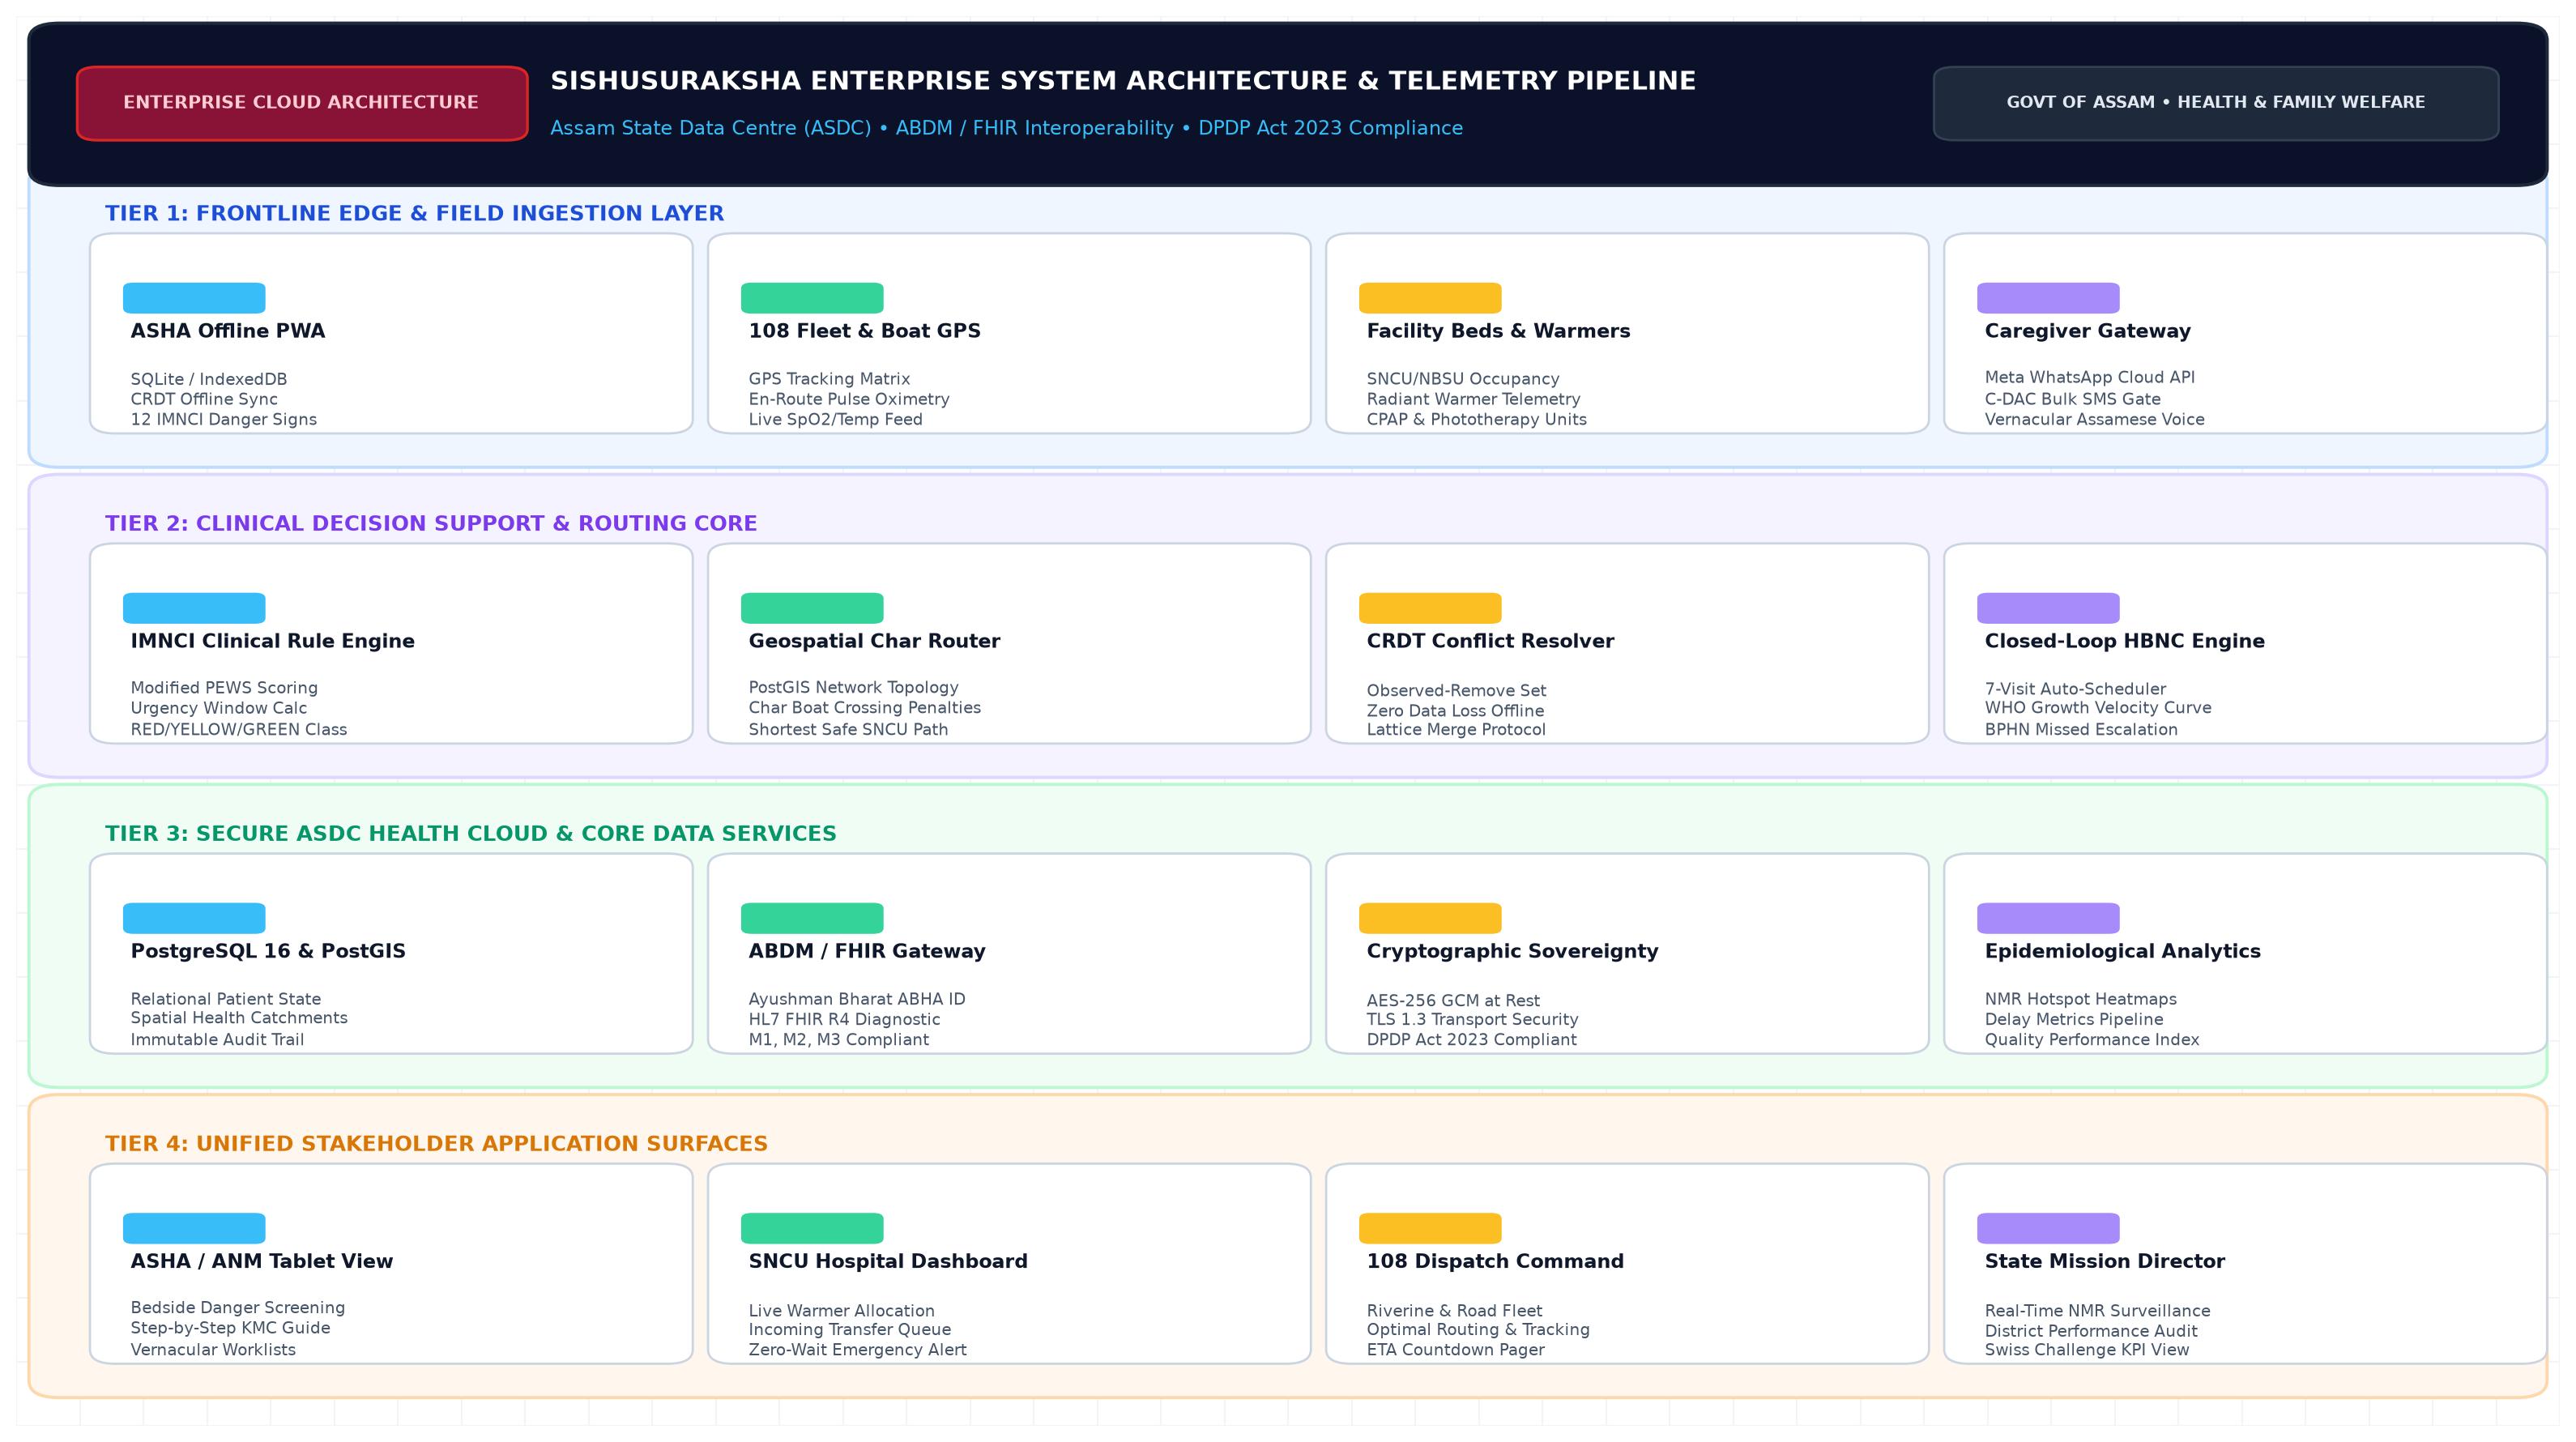 ENTERPRISE CLOUD ARCHITECTURE
SISHUSURAKSHA ENTERPRISE SYSTEM ARCHITECTURE & TELEMETRY PIPELINE
Assam State Data Centre (ASDC) • ABDM / FHIR Interoperability • DPDP Act 2023 Compliance
GOVT OF ASSAM • HEALTH & FAMILY WELFARE
TIER 1: FRONTLINE EDGE & FIELD INGESTION LAYER
ASHA Offline PWA
SQLite / IndexedDB
CRDT Offline Sync
12 IMNCI Danger Signs
108 Fleet & Boat GPS
GPS Tracking Matrix
En-Route Pulse Oximetry
Live SpO2/Temp Feed
Facility Beds & Warmers
SNCU/NBSU Occupancy
Radiant Warmer Telemetry
CPAP & Phototherapy Units
Caregiver Gateway
Meta WhatsApp Cloud API
C-DAC Bulk SMS Gate
Vernacular Assamese Voice
TIER 2: CLINICAL DECISION SUPPORT & ROUTING CORE
IMNCI Clinical Rule Engine
Modified PEWS Scoring
Urgency Window Calc
RED/YELLOW/GREEN Class
Geospatial Char Router
PostGIS Network Topology
Char Boat Crossing Penalties
Shortest Safe SNCU Path
CRDT Conflict Resolver
Observed-Remove Set
Zero Data Loss Offline
Lattice Merge Protocol
Closed-Loop HBNC Engine
7-Visit Auto-Scheduler
WHO Growth Velocity Curve
BPHN Missed Escalation
TIER 3: SECURE ASDC HEALTH CLOUD & CORE DATA SERVICES
PostgreSQL 16 & PostGIS
Relational Patient State
Spatial Health Catchments
Immutable Audit Trail
ABDM / FHIR Gateway
Ayushman Bharat ABHA ID
HL7 FHIR R4 Diagnostic
M1, M2, M3 Compliant
Cryptographic Sovereignty
AES-256 GCM at Rest
TLS 1.3 Transport Security
DPDP Act 2023 Compliant
Epidemiological Analytics
NMR Hotspot Heatmaps
Delay Metrics Pipeline
Quality Performance Index
TIER 4: UNIFIED STAKEHOLDER APPLICATION SURFACES
ASHA / ANM Tablet View
Bedside Danger Screening
Step-by-Step KMC Guide
Vernacular Worklists
SNCU Hospital Dashboard
Live Warmer Allocation
Incoming Transfer Queue
Zero-Wait Emergency Alert
108 Dispatch Command
Riverine & Road Fleet
Optimal Routing & Tracking
ETA Countdown Pager
State Mission Director
Real-Time NMR Surveillance
District Performance Audit
Swiss Challenge KPI View